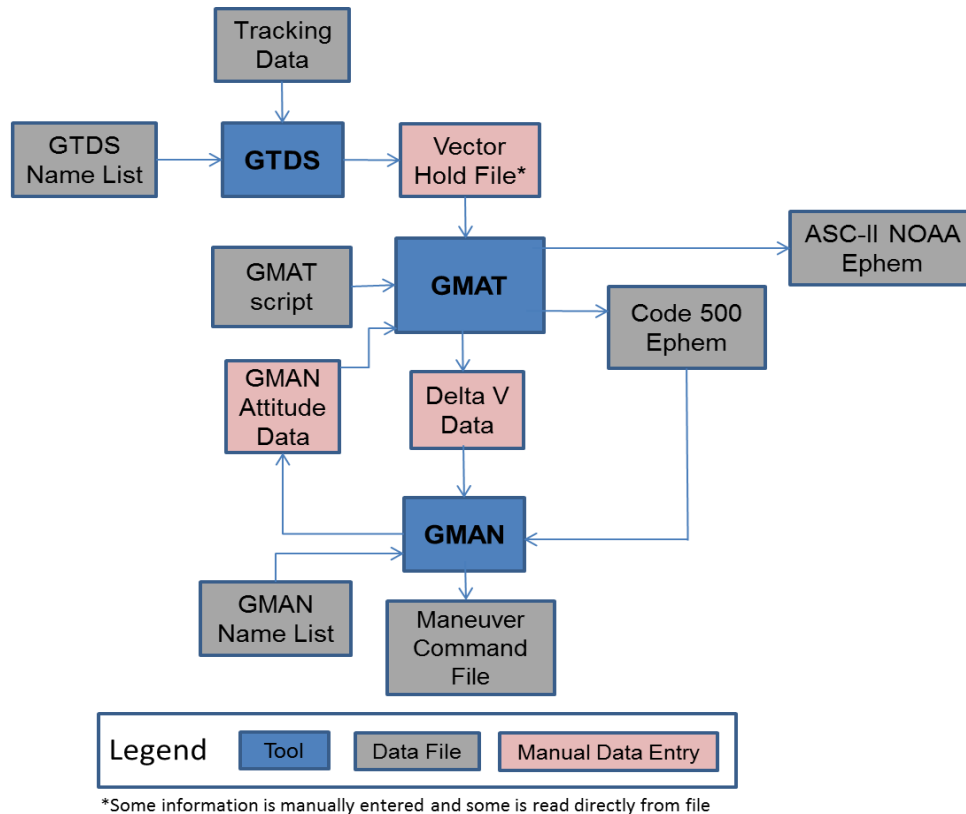 Tracking
Data
GTDS
Name List
GTDS
Vector
Hold File*
ASC-II NOAA
Ephem
GMAT
script
GMAT
Code 500
Ephem
GMAN
Attitude
Data
Delta V
Data
GMAN
GMAN
Name List
Maneuver
Command
File
Legend
Tool
Data File
Manual Data Entry
*Some information is manually entered and some is read directly from file